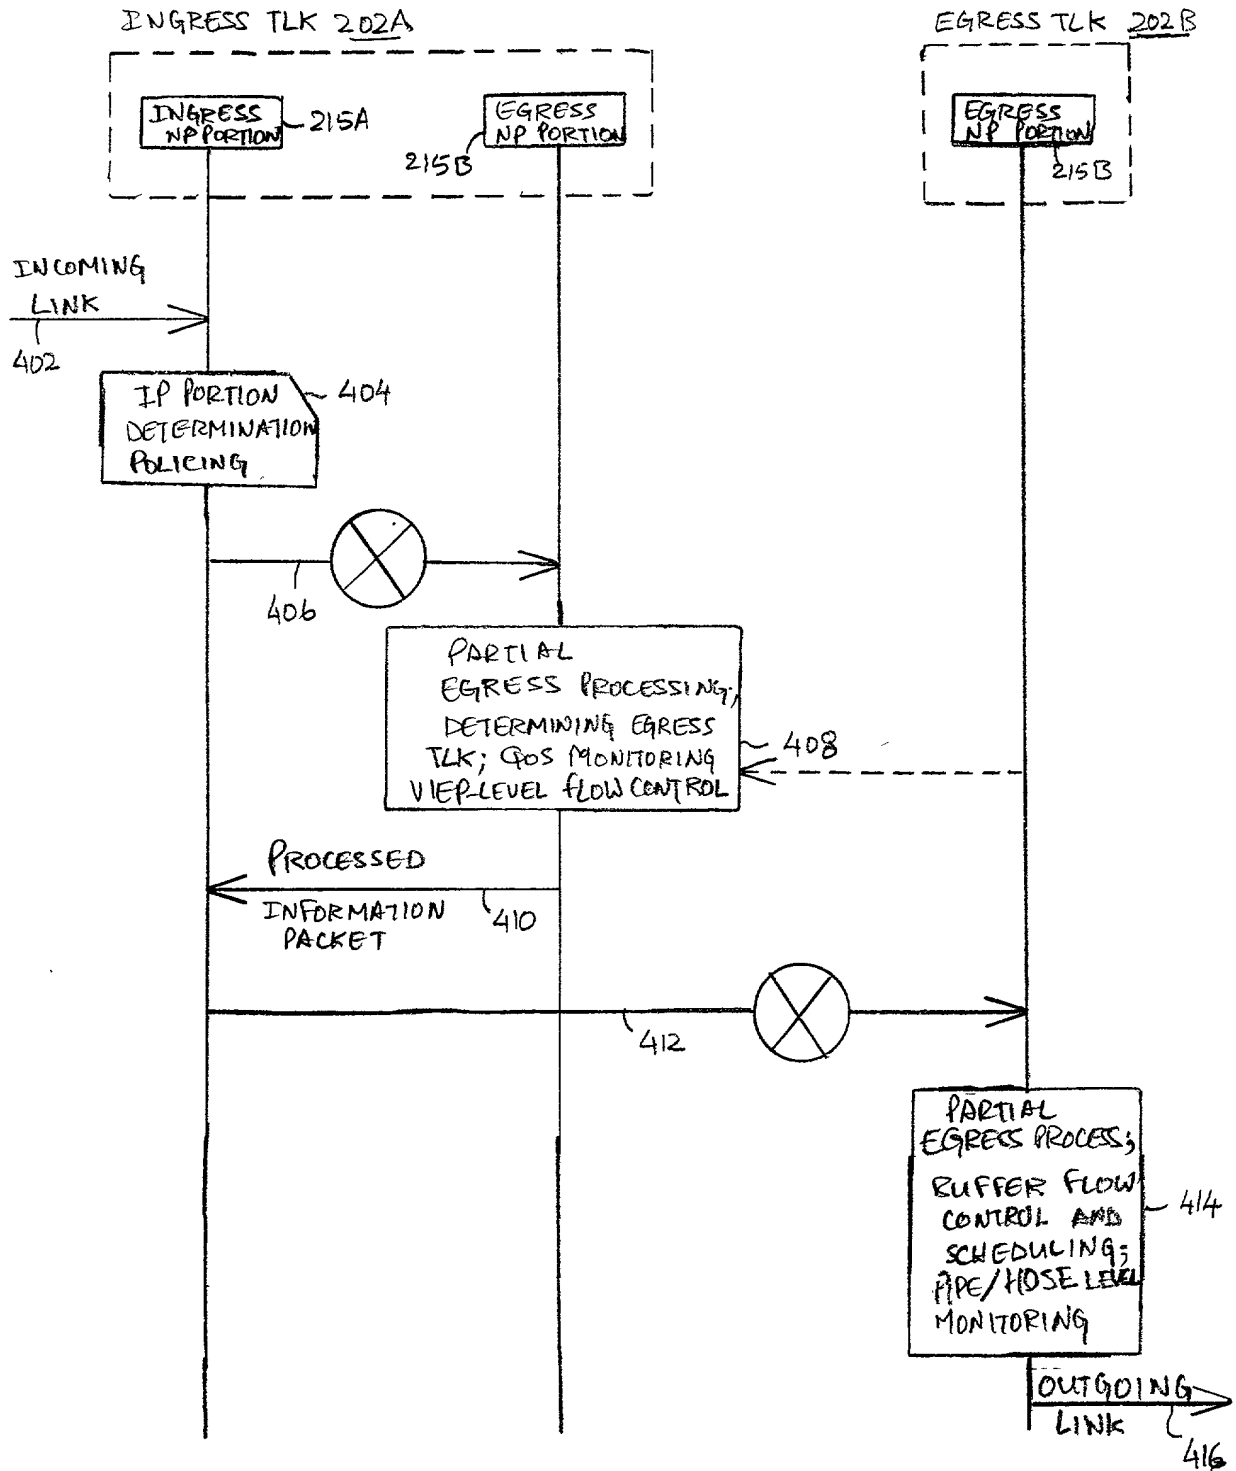 INGRESS TLK 202A
EGRESS TLK 202B
INGRESS
NP PORTION
215A
EGRESS
NP PORTION
215B
EGRESS
NP PORTION
215B
INCOMING
LINK
402
IP PORTION
DETERMINATION
POLICING
404
406
PARTIAL
EGRESS PROCESSING;
DETERMINING EGRESS
TLK; QoS MONITORING
VIEP-LEVEL FLOW CONTROL
408
PROCESSED
INFORMATION
PACKET
410
412
PARTIAL
EGRESS PROCESS;
BUFFER FLOW
CONTROL AND
SCHEDULING;
PIPE/HOSE LEVEL
MONITORING
414
OUTGOING
LINK
416